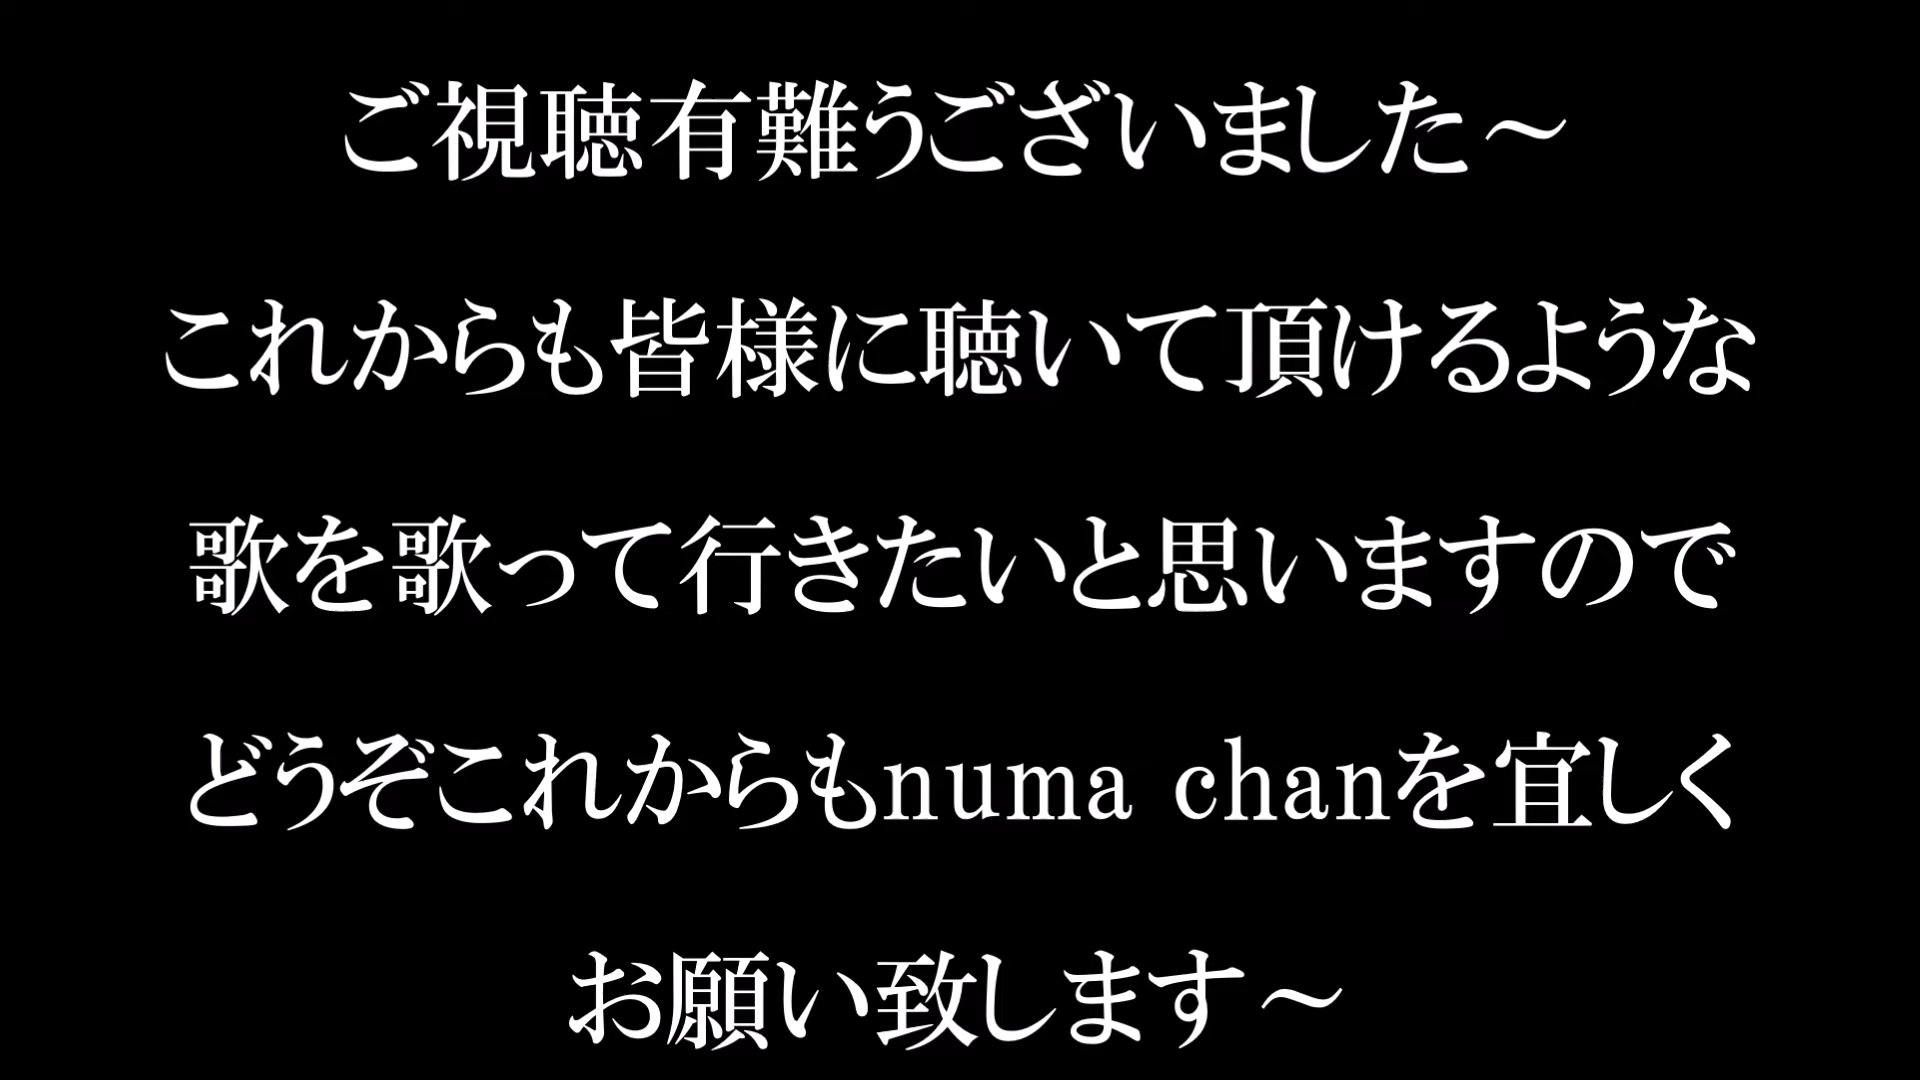 ご視聴有難うございました～
これからも皆様に聴いて頂けるような
歌を歌って行きたいと思いますので
どうぞこれからもnuma chanを宜しく
お願い致します～